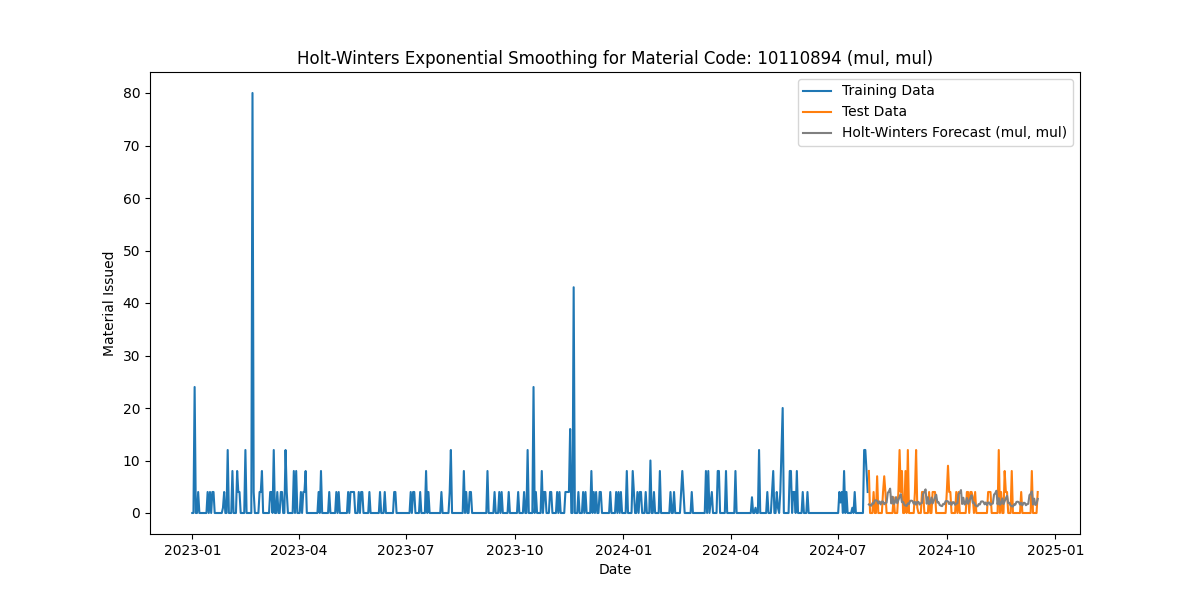 Holt-Winters Exponential Smoothing for Material Code: 10110894 (mul, mul)
Training Data
Test Data
Holt-Winters Forecast (mul, mul)
Material Issued
80
70
60
50
40
30
20
10
0
2023-01 2023-04 2023-07 2023-10 2024-01 2024-04 2024-07 2024-10 2025-01
Date